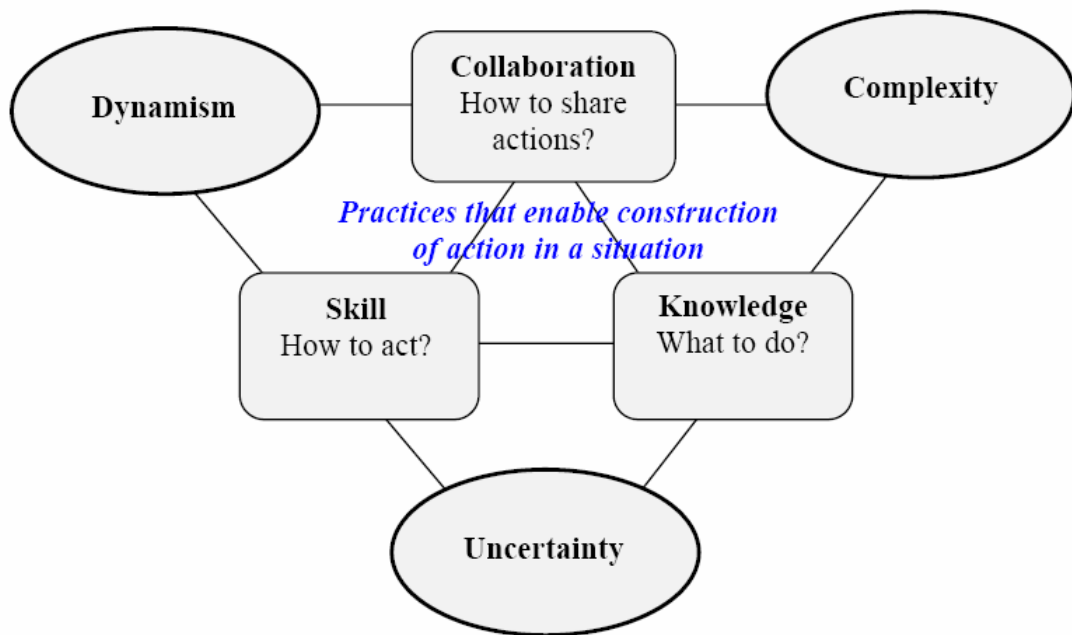 Dynamism
Collaboration
How to share
actions?
Complexity
Practices that enable construction
of action in a situation
Skill
How to act?
Knowledge
What to do?
Uncertainty